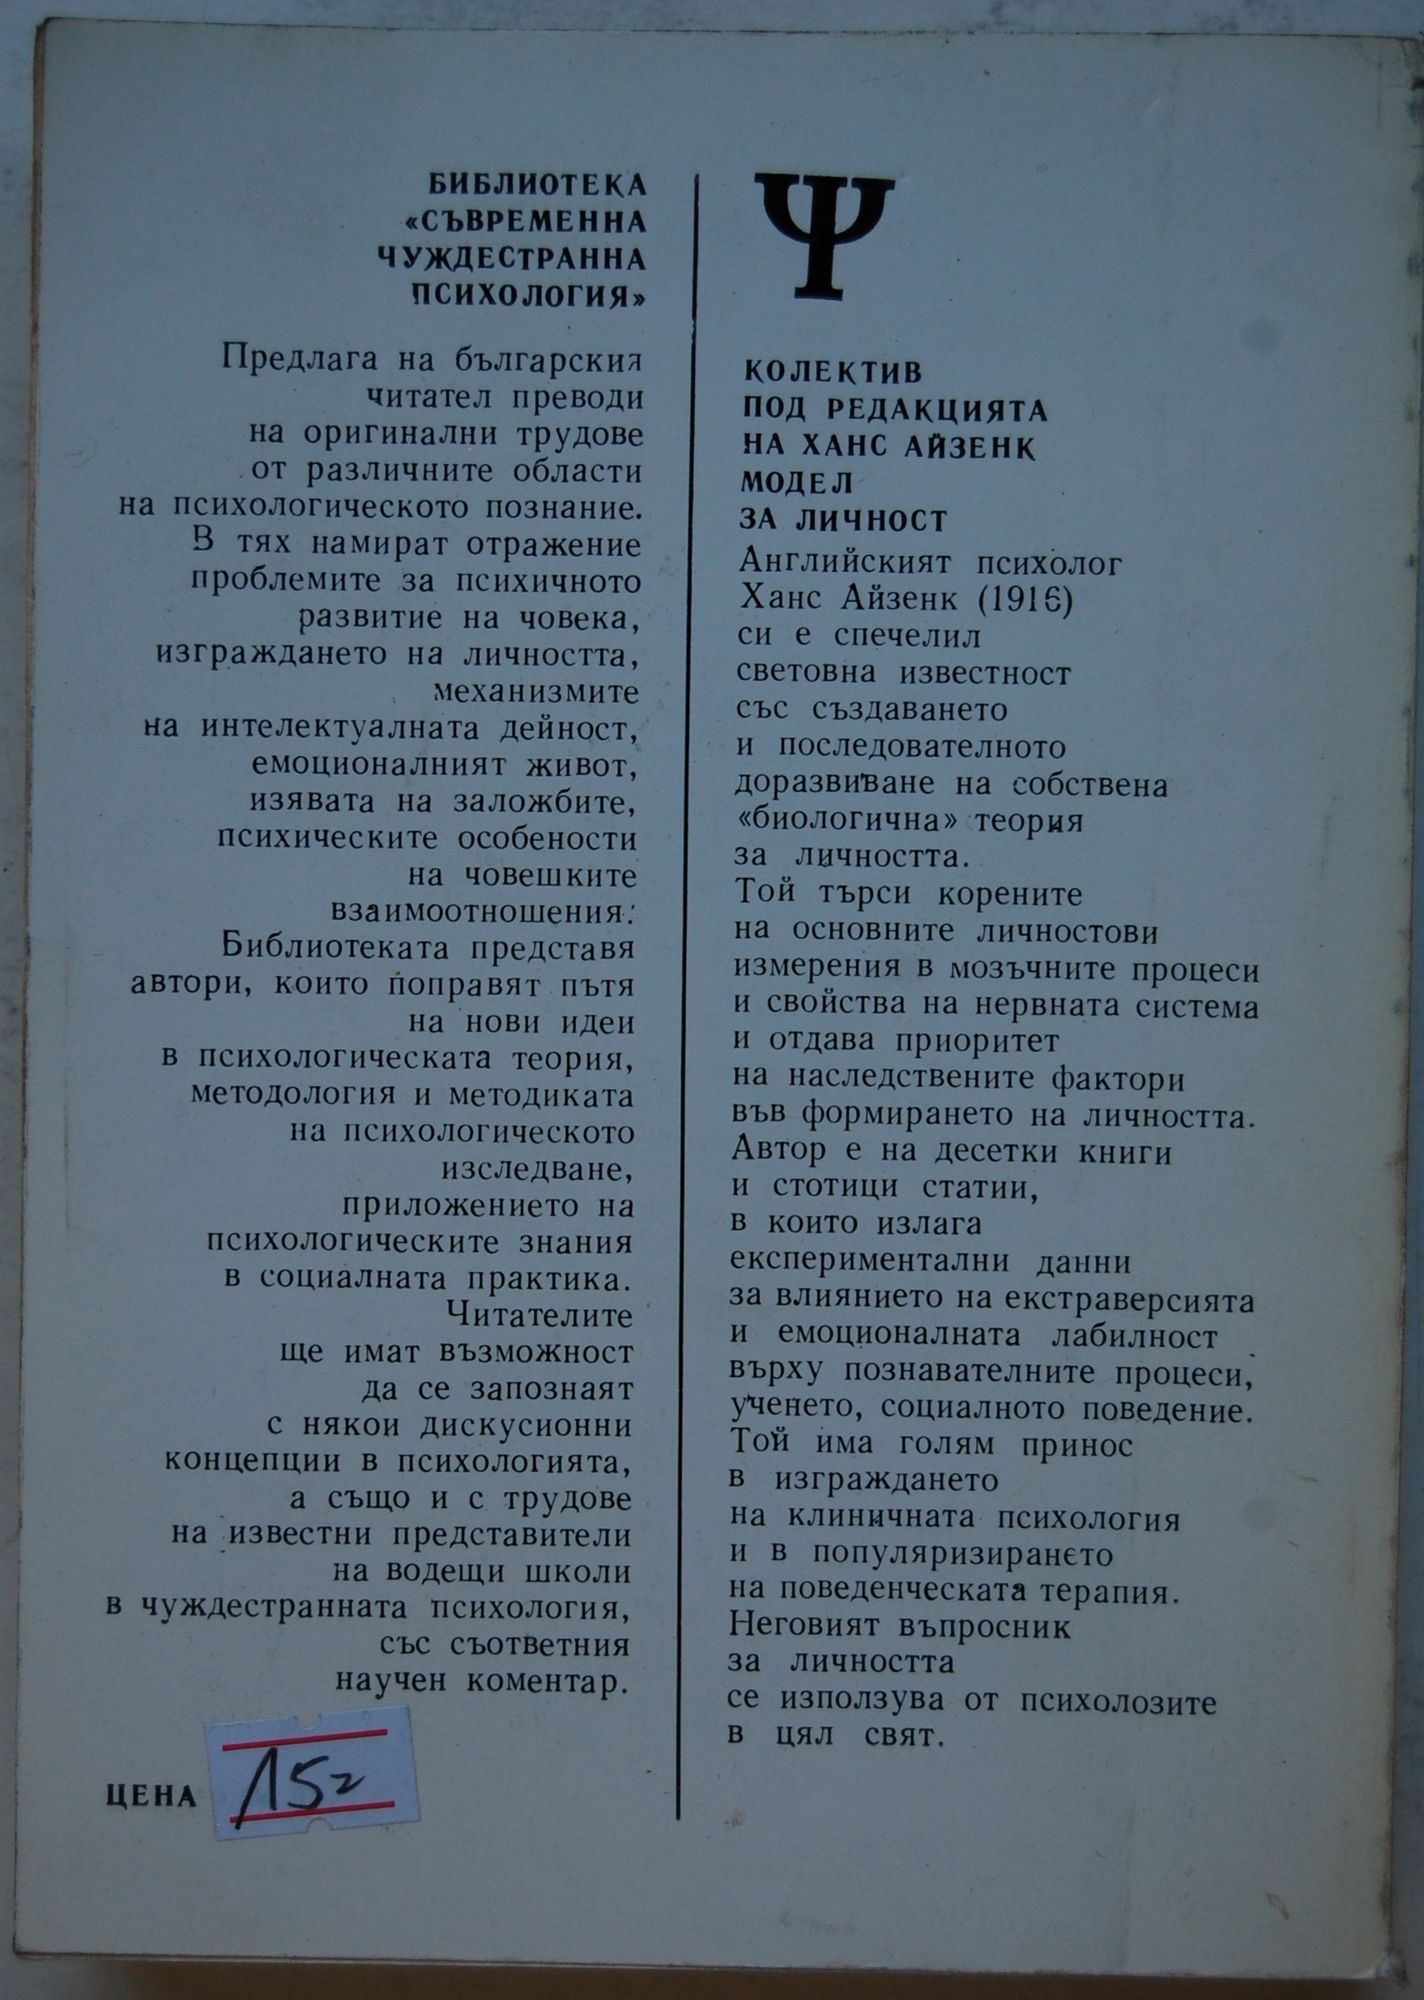 БИБЛИОТЕКА
«СЪВРЕМЕННА
ЧУЖДЕСТРАННА
ПСИХОЛОГИЯ»
Предлага на българския
читател преводи
на оригинални трудове
от различните области
на психологическото познание.
В тях намират отражение
проблемите за психичното
развитие на човека,
изграждането на личността,
механизмите
на интелектуалната дейност,
емоционалният живот,
изявата на заложбите,
психическите особености
на човешките
взаимоотношения.
Библиотеката представя
автори, които поправят пътя
на нови идеи
в психологическата теория,
методология и методиката
на психологическото
изследване,
приложението на
психологическите знания
в социалната практика.
Читателите
ще имат възможност
да се запознаят
с някои дискусионни
концепции в психологията,
а също и с трудове
на известни представители
на водещи школи
в чуждестранната психология,
със съответния
научен коментар.
ЦЕНА 15=
Ψ
КОЛЕКТИВ
ПОД РЕДАКЦИЯТА
НА ХАНС АЙЗЕНК
МОДЕЛ
ЗА ЛИЧНОСТ
Английският психолог
Ханс Айзенк (1916)
си е спечелил
световна известност
със създаването
и последователното
доразвиване на собствена
«биологична» теория
за личността.
Той търси корените
на основните личностови
измерения в мозъчните процеси
и свойства на нервната система
и отдава приоритет
на наследствените фактори
във формирането на личността.
Автор е на десетки книги
и стотици статии,
в които излага
експериментални данни
за влиянието на екстраверсията
и емоционалната лабилност
върху познавателните процеси,
ученето, социалното поведение.
Той има голям принос
в изграждането
на клиничната психология
и в популяризирането
на поведенческата терапия.
Неговият въпросник
за личността
се използува от психолозите
в цял свят.